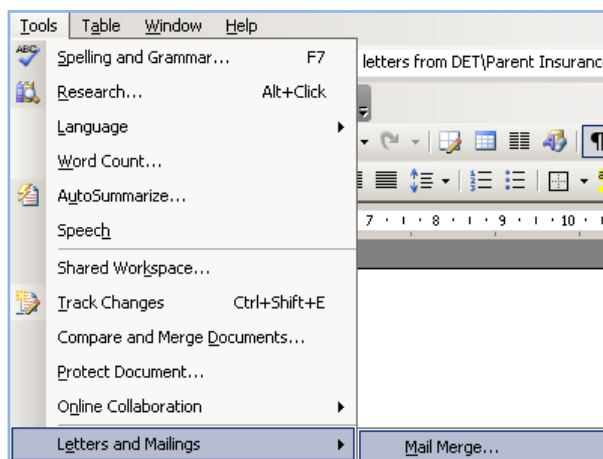 Tools Table Window Help
ABC Spelling and Grammar... F7
letters from DET\Parent Insuranc
Research... Alt+Click
Language
Word Count...
AutoSummarize...
Speech
7 · 8 · 9 · 10
Shared Workspace...
Track Changes Ctrl+Shift+E
Compare and Merge Documents...
Protect Document...
Online Collaboration
Letters and Mailings
Mail Merge...